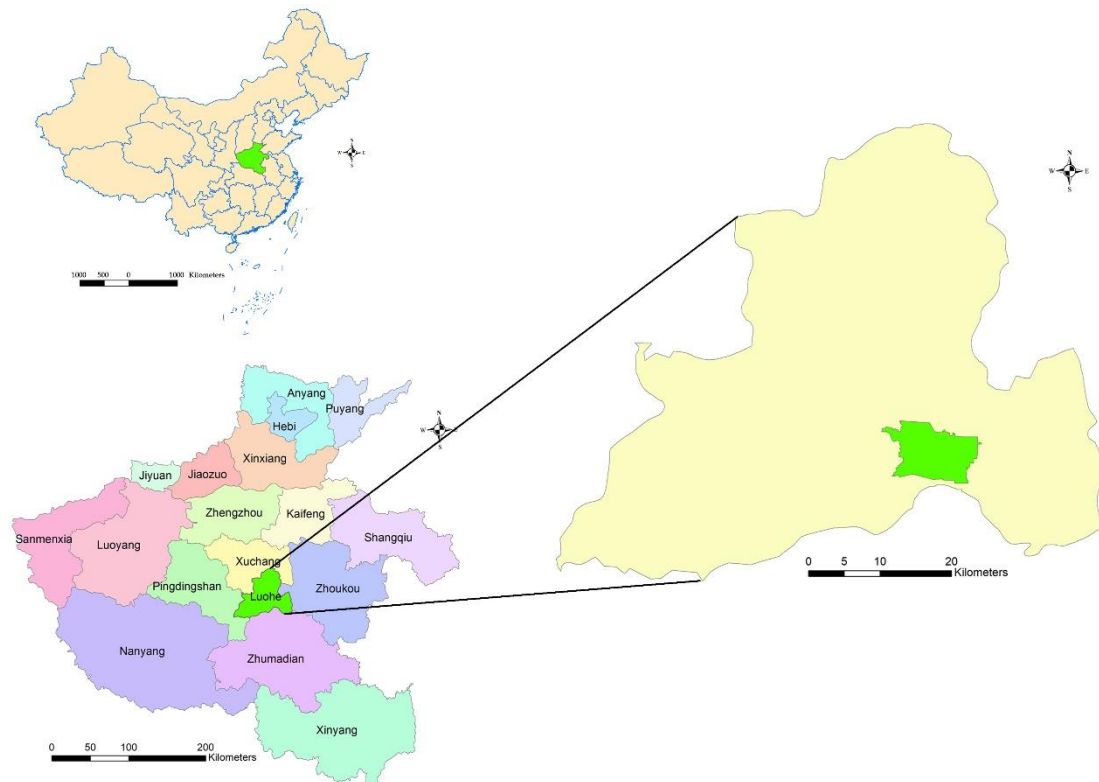 N
W E
S
1000 500 0 1000 Kilometers
N
W E
S
Anyang
Puyang
Hebi
N
W E
S
Xinxiang
Jiaozuo
Jiyuan
Zhengzhou
Kaifeng
Shangqiu
Sanmenxia
Luoyang
Xuchang
Pingdingshan
Zhoukou
Luohe
Nanyang
Zhumadian
Xinyang
0 5 10 20
Kilometers
0 50 100 200
Kilometers